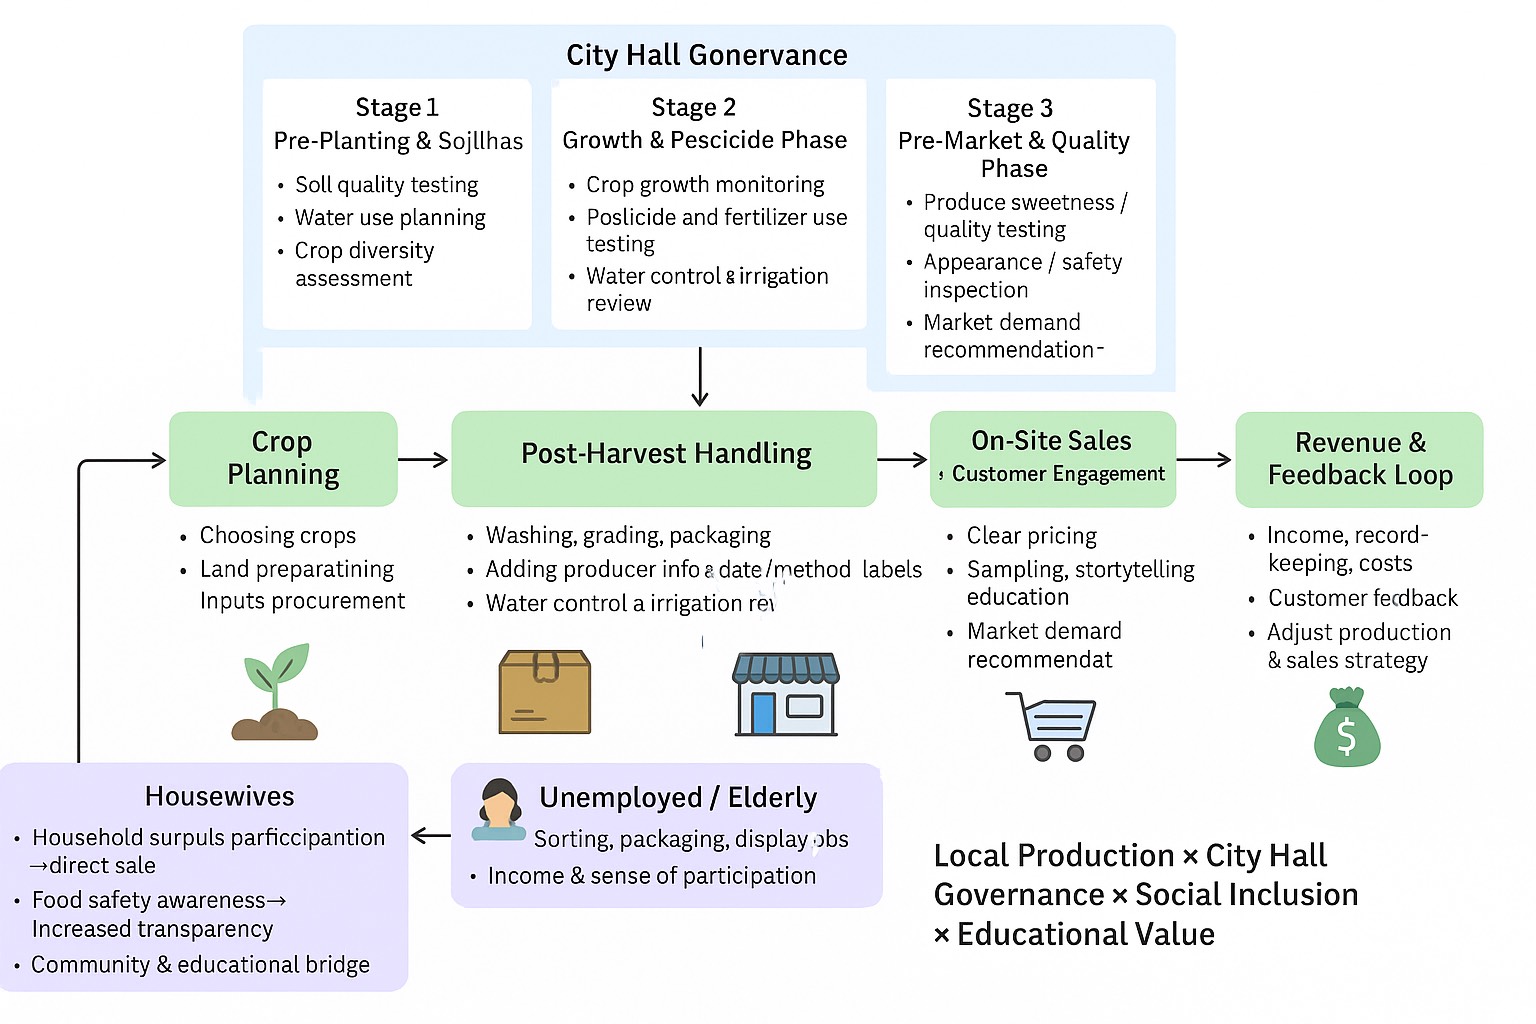 City Hall Gonervance
Stage 1
Pre-Planting & Sojllhas
• Soll quality testing
• Water use planning
• Crop diversity
assessment
Stage 2
Growth & Pescicide Phase
• Crop growth monitoring
• Poslicide and fertilizer use
testing
• Water control & irrigation
review
Stage 3
Pre-Market & Quality
Phase
• Produce sweetness /
quality testing
• Appearance / safety
inspection
• Market demand
recommendation-
Crop
Planning
• Choosing crops
• Land preparatining
Inputs procurement
Post-Harvest Handling
• Washing, grading, packaging
• Adding producer info & date/method labels
• Water control a irrigation rev
On-Site Sales
Customer Engagement
• Clear pricing
• Sampling, stortytelling
education
• Market demard
recommendat
Revenue &
Feedback Loop
• Income, record-
keeping, costs
• Customer feedback
• Adjust production
& sales strategy
$
Housewives
• Household surpuls parficcipantion
→direct sale
• Food safety awareness→
Increased transparency
• Community & educational bridge
Unemployed / Elderly
Sorting, packaging, display obs
• Income & sense of participation
Local Production × City Hall
Governance × Social Inclusion
× Educational Value